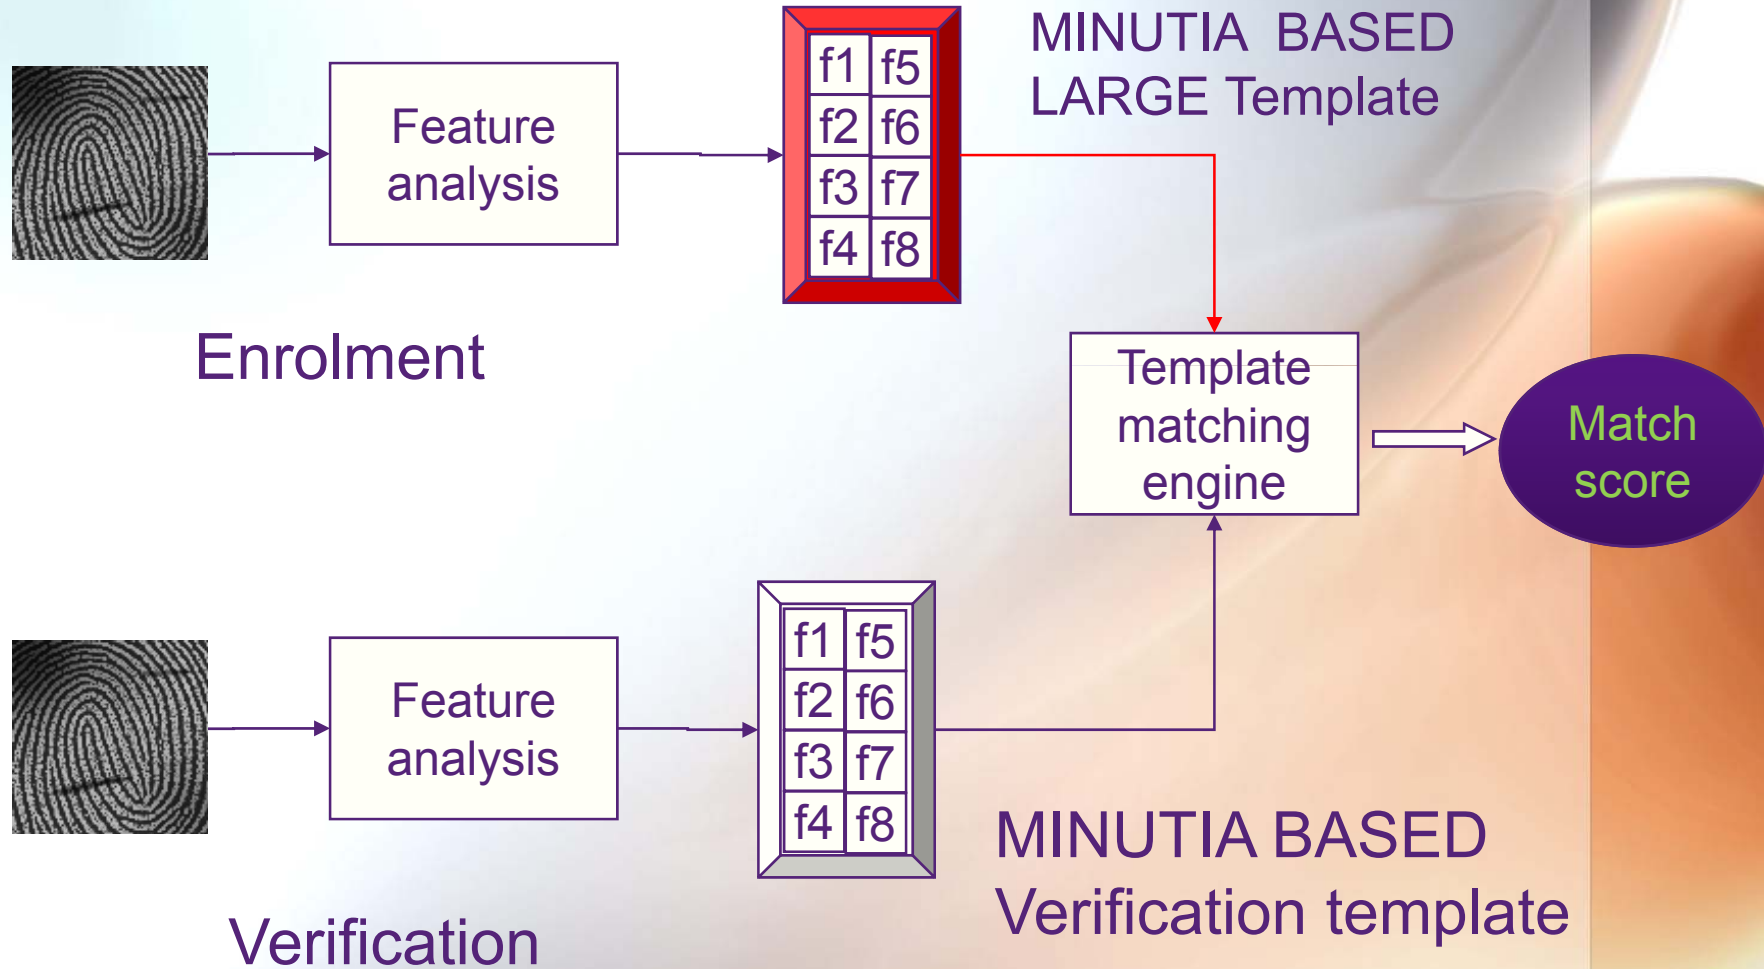 MINUTIA BASED
LARGE Template
Feature
analysis
f1 f5
f2 f6
f3 f7
f4 f8
Enrolment
Template
matching
engine
Match
score
Feature
analysis
f1 f5
f2 f6
f3 f7
f4 f8
MINUTIA BASED
Verification template
Verification